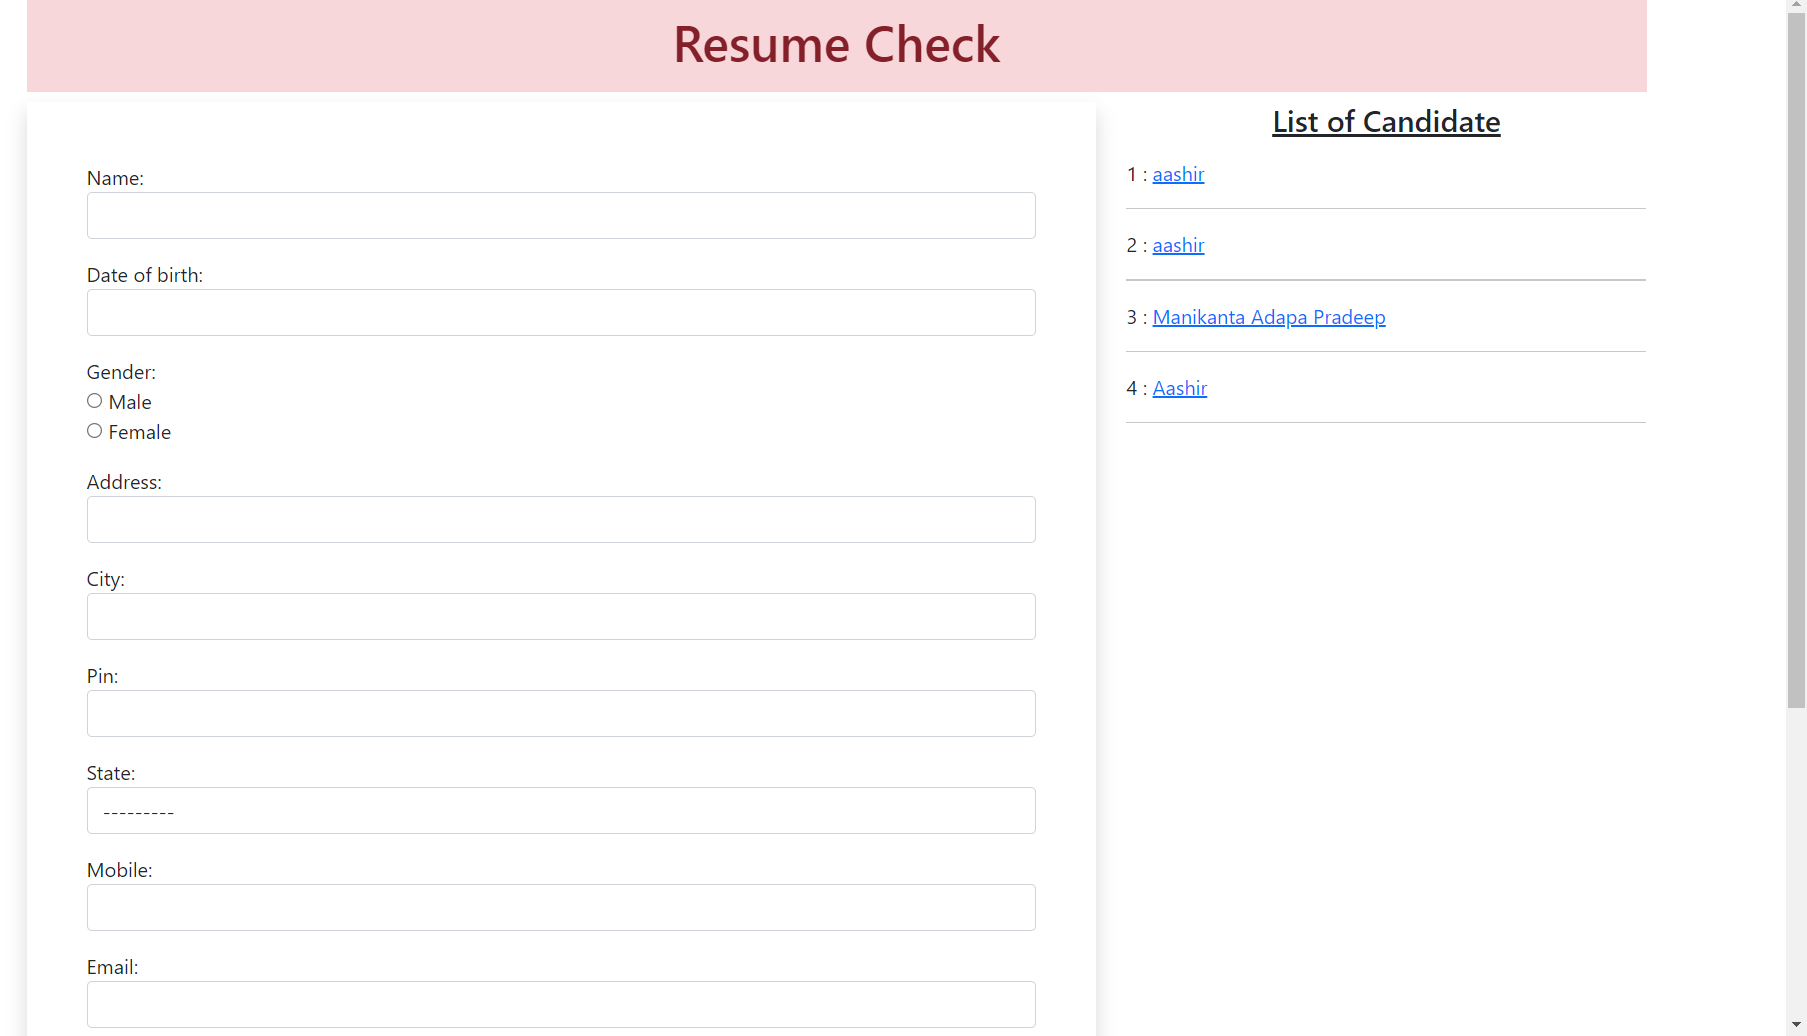 Resume Check
Name:
Date of birth:
Gender:
Male
Female
Address:
City:
Pin:
State:
---------
Mobile:
Email:
List of Candidate
1 : aashir
2 : aashir
3 : Manikanta Adapa Pradeep
4 : Aashir